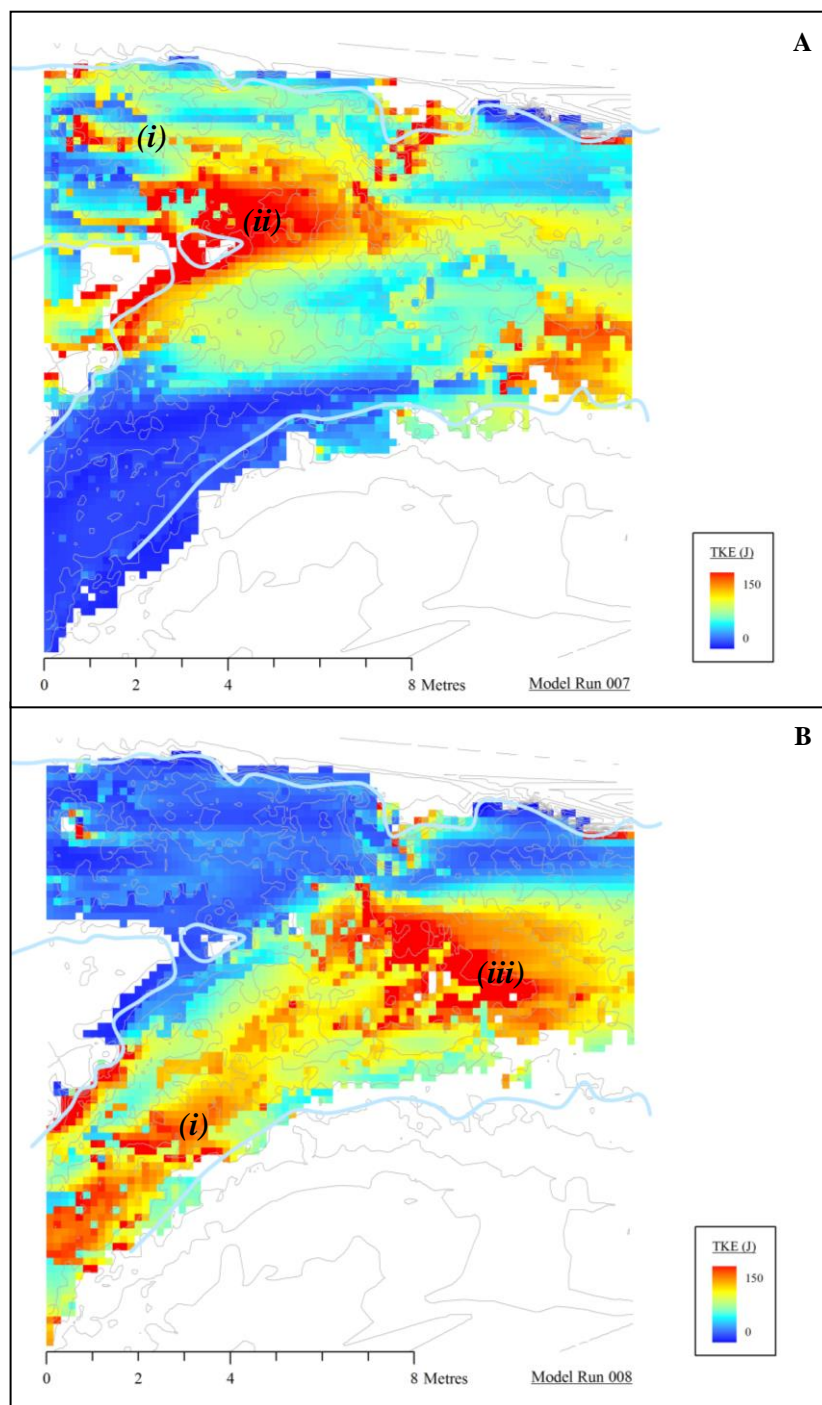 A
(i)
(ii)
TKE (J)
150
0
0 2 4 8 Metres
Model Run 007
B
(iii)
(i)
TKE (J)
150
0
0 2 4 8 Metres
Model Run 008